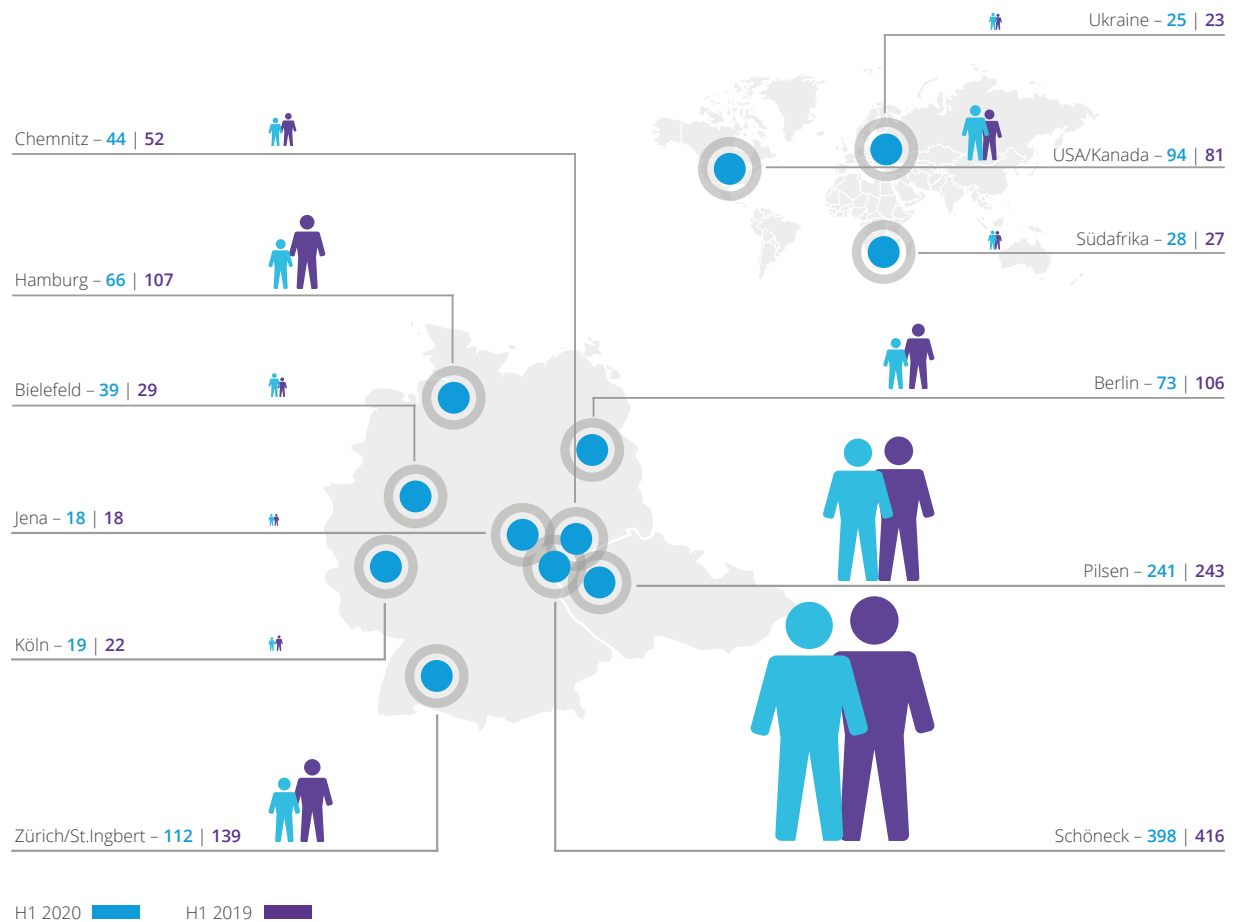 Ukraine – 25 | 23
Chemnitz – 44 | 52
USA/Kanada – 94 | 81
Südafrika – 28 | 27
Hamburg – 66 | 107
Bielefeld – 39 | 29
Berlin – 73 | 106
Jena – 18 | 18
Pilsen – 241 | 243
Köln – 19 | 22
Zürich/St.Ingbert – 112 | 139
Schöneck – 398 | 416
H1 2020
H1 2019